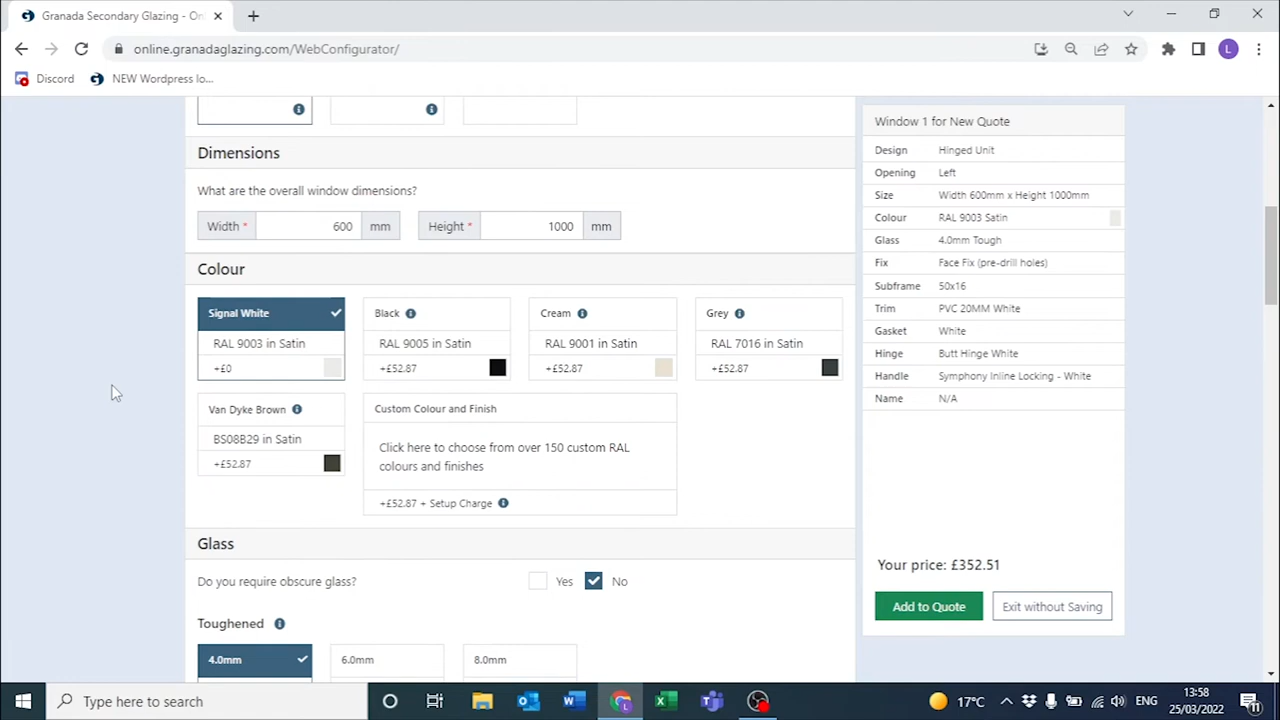 Granada Secondary Glazing - Onl
online.granadaglazing.com/WebConfigurator/
L
Discord
NEW Wordpress lo...
Dimensions
What are the overall window dimensions?
Width * 600 mm Height * 1000 mm
Colour
Signal White
RAL 9003 in Satin
+£0
Black
RAL 9005 in Satin
+£52.87
Cream
RAL 9001 in Satin
+£52.87
Grey
RAL 7016 in Satin
+£52.87
Van Dyke Brown
BS08B29 in Satin
+£52.87
Custom Colour and Finish
Click here to choose from over 150 custom RAL
colours and finishes
+£52.87 + Setup Charge
Glass
Do you require obscure glass? Yes No
Toughened
4.0mm 6.0mm 8.0mm
Window 1 for New Quote
Design Hinged Unit
Opening Left
Size Width 600mm x Height 1000mm
Colour RAL 9003 Satin
Glass 4.0mm Tough
Fix Face Fix (pre-drill holes)
Subframe 50x16
Trim PVC 20MM White
Gasket White
Hinge Butt Hinge White
Handle Symphony Inline Locking - White
Name N/A
Your price: £352.51
Add to Quote Exit without Saving
Type here to search
17°C
ENG
13:58
25/03/2022